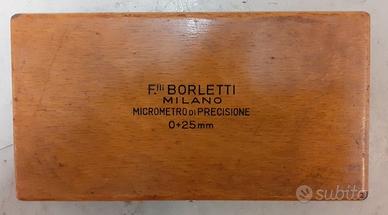 F.lli BORLETTI
MILANO
MICROMETRO DI PRECISIONE
0÷25mm
subito